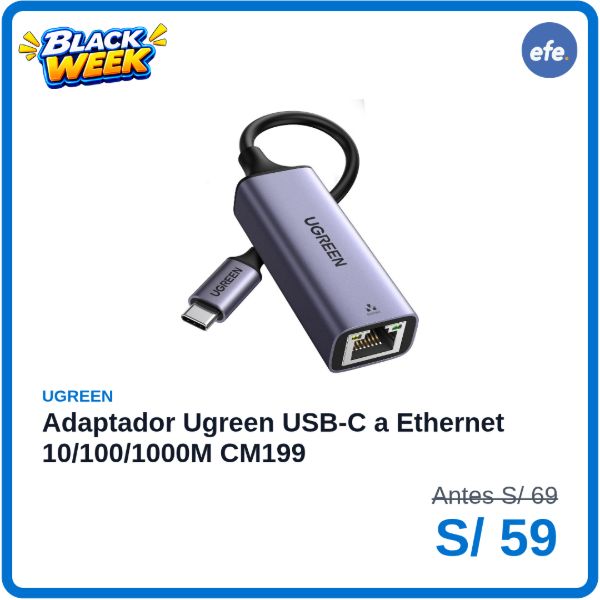 BLACK
WEEK
efe.
UGREEN
UGREEN
UGREEN
Adaptador Ugreen USB-C a Ethernet
10/100/1000M CM199
Antes S/ 69
S/ 59